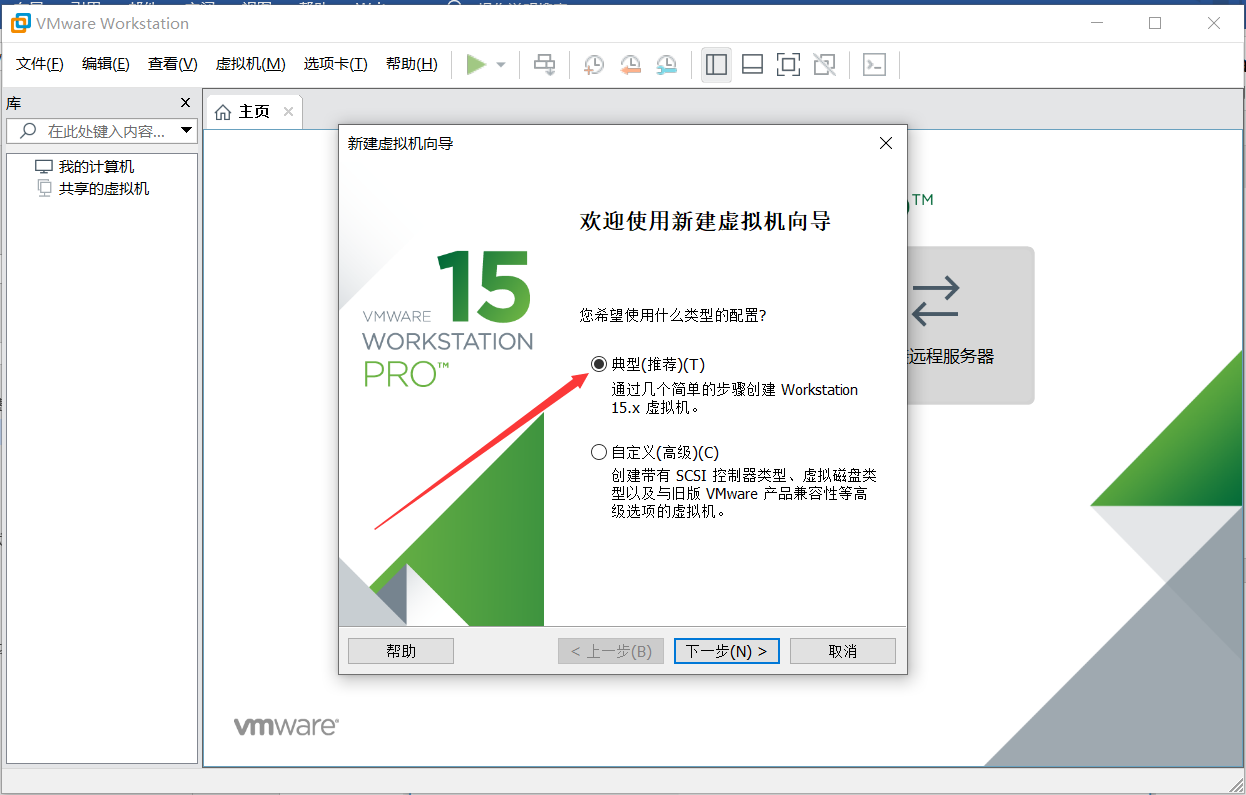 VMware Workstation
文件(F) 编辑(E) 查看(V) 虚拟机(M) 选项卡(T) 帮助(H)
库
在此处键入内容...
我的计算机
共享的虚拟机
主页
新建虚拟机向导
TM
欢迎使用新建虚拟机向导
15
VMWARE
WORKSTATION
PRO™
您希望使用什么类型的配置?
典型(推荐)(T)
通过几个简单的步骤创建 Workstation
15.x 虚拟机。
自定义(高级)(C)
创建带有 SCSI 控制器类型、虚拟磁盘类
型以及与旧版 VMware 产品兼容性等高
级选项的虚拟机。
远程服务器
帮助
< 上一步(B)
下一步(N) >
取消
vmware®